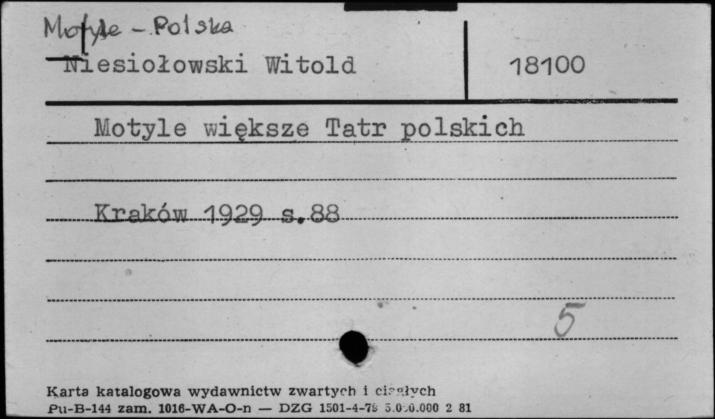 Motyle - Polska
Niesiołowski Witold 18100
Motyle większe Tatr polskich
Kraków 1929 s.88
5
Karta katalogowa wydawnictw zwartych i ciągłych
Pu-B-144 zam. 1016-WA-O-n — DZG 1501-4-79 5.000.000 2 81